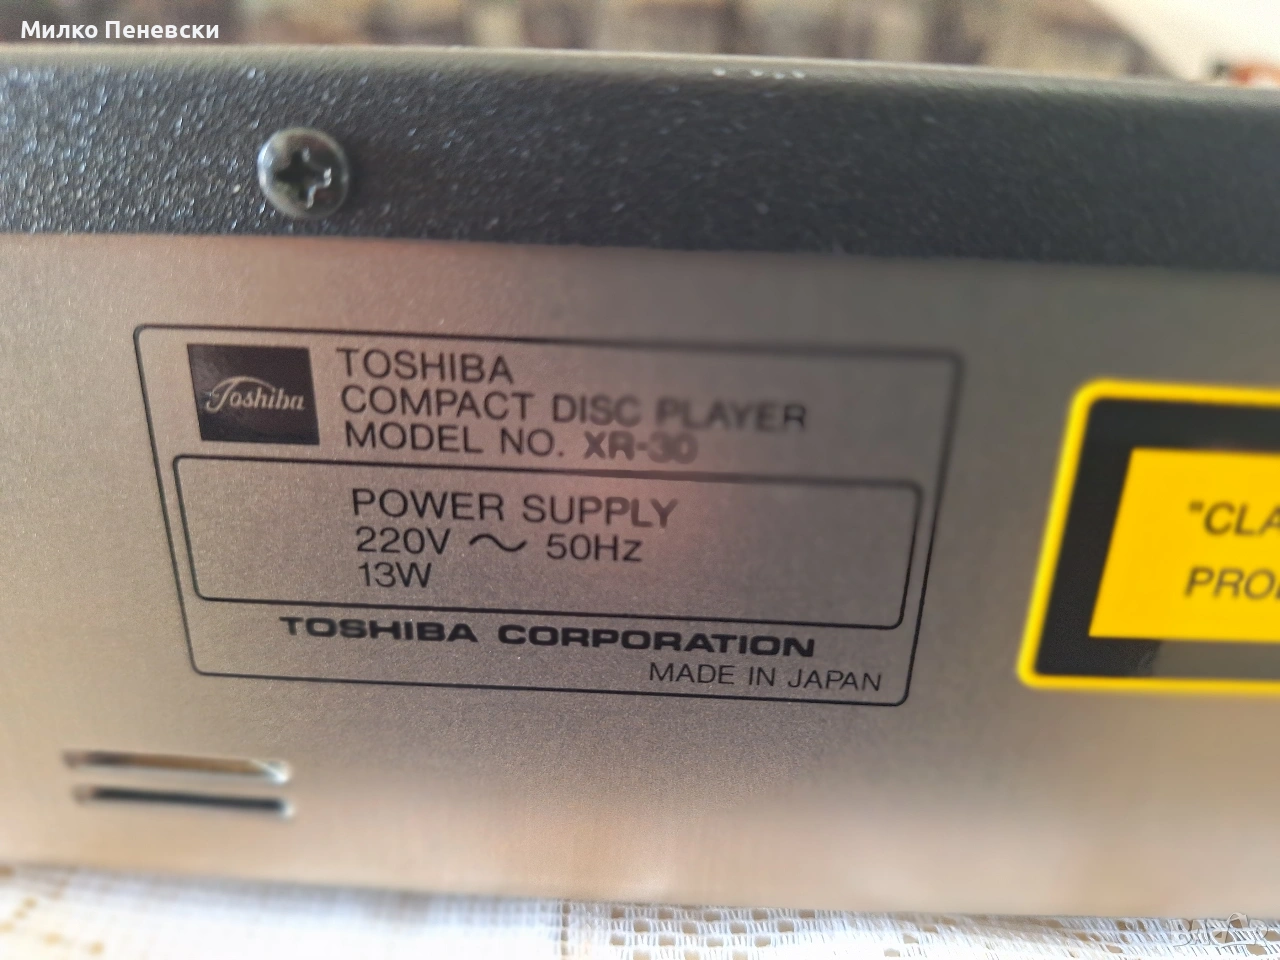 Милко Пеневски
Toshiba
TOSHIBA
COMPACT DISC PLAYER
MODEL NO. XR-30
POWER SUPPLY
220V ~ 50Hz
13W
TOSHIBA CORPORATION
MADE IN JAPAN
"CLA
PROD